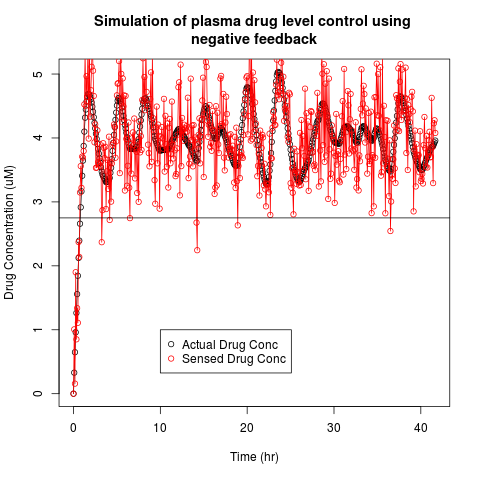 Simulation of plasma drug level control using
negative feedback
Drug Concentration (uM)
5
4
3
2
1
0
Actual Drug Conc
Sensed Drug Conc
0 10 20 30 40
Time (hr)